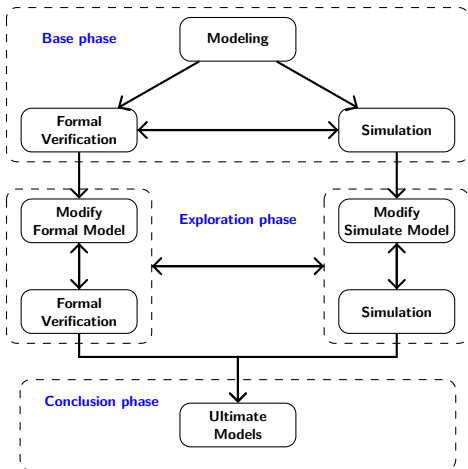 Base phase
Modeling
Formal
Verification
Simulation
Modify
Formal Model
Exploration phase
Modify
Simulate Model
Formal
Verification
Simulation
Conclusion phase
Ultimate
Models